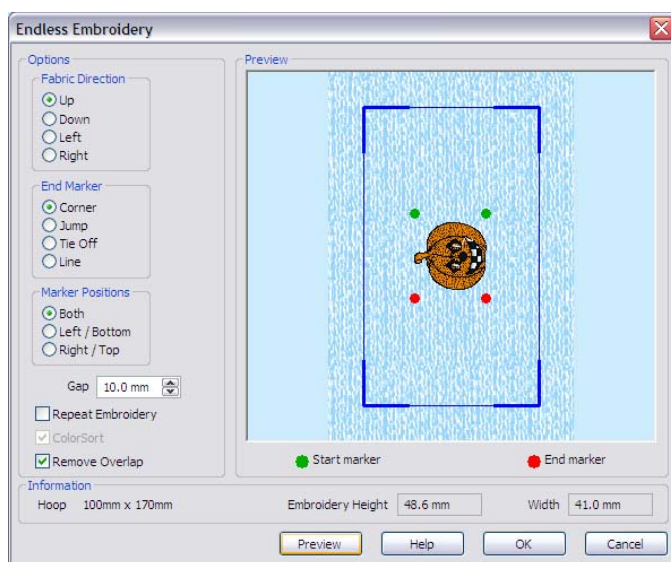 Endless Embroidery
Options
Fabric Direction
Up
Down
Left
Right
End Marker
Corner
Jump
Tie Off
Line
Marker Positions
Both
Left / Bottom
Right / Top
Gap 10.0 mm
Repeat Embroidery
ColorSort
Remove Overlap
Preview
Start marker End marker
Information
Hoop 100mm x 170mm Embroidery Height 48.6 mm Width 41.0 mm
Preview Help OK Cancel